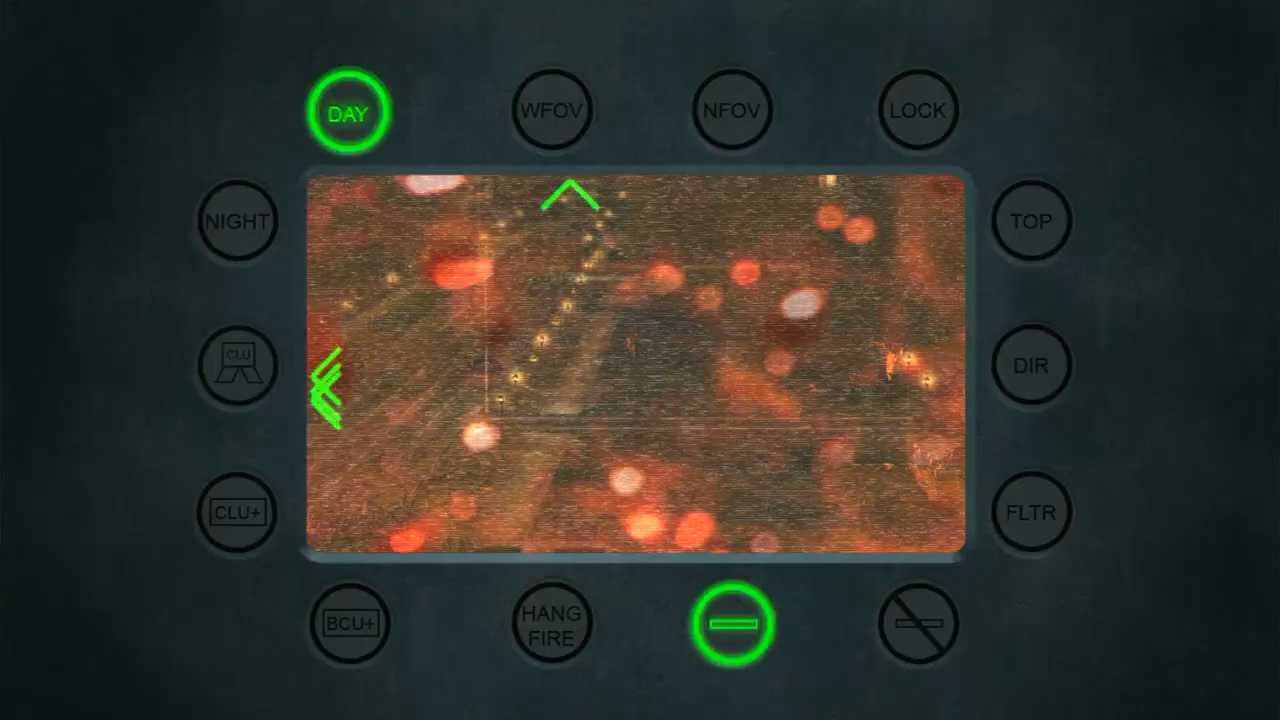 DAY
WFOV
NFOV
LOCK
NIGHT
TOP
CLU
DIR
CLU+
FLTR
BCU+
HANG
FIRE